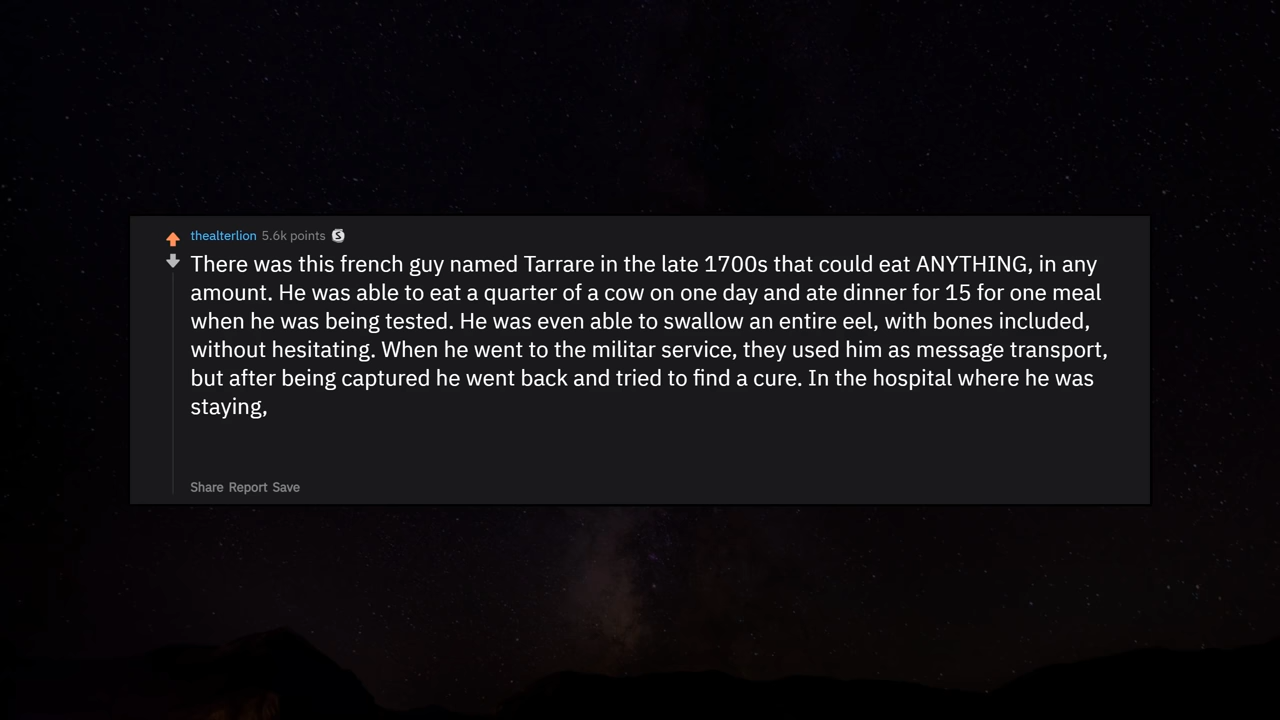 thealterlion 5.6k points S
There was this french guy named Tarrare in the late 1700s that could eat ANYTHING, in any
amount. He was able to eat a quarter of a cow on one day and ate dinner for 15 for one meal
when he was being tested. He was even able to swallow an entire eel, with bones included,
without hesitating. When he went to the militar service, they used him as message transport,
but after being captured he went back and tried to find a cure. In the hospital where he was
staying,
Share Report Save